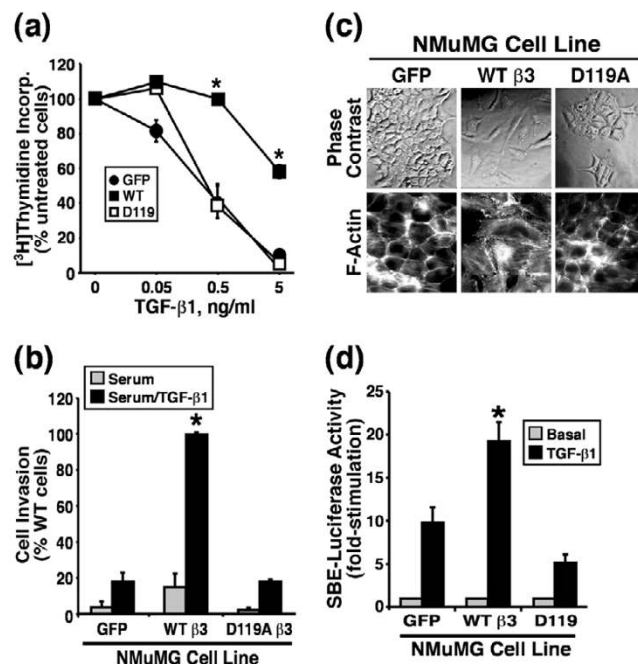 (a)
[³H]Thymidine Incorp.
(% untreated cells)
120
100
80
60
40
20
0
*
*
GFP
WT
D119
0
0.05
0.5
5
TGF-β1, ng/ml
(c)
NMuMG Cell Line
GFP
WT β3
D119A
Phase
Contrast
F-Actin
(b)
Cell Invasion
(% WT cells)
120
100
80
60
40
20
0
Serum
Serum/TGF-β1
*
GFP
WT β3
D119A β3
NMuMG Cell Line
(d)
SBE-Luciferase Activity
(fold-stimulation)
25
20
15
10
5
0
*
Basal
TGF-β1
GFP
WT β3
D119
NMuMG Cell Line